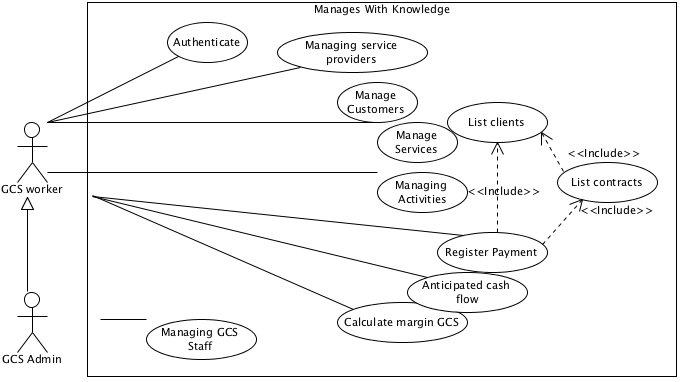 Manages With Knowledge
Authenticate
Managing service
providers
Manage
Customers
List clients
Manage
Services
<<Include>>
List contracts
GCS worker
Managing
Activities
<<Include>>
<<Include>>
Register Payment
Anticipated cash
flow
Calculate margin GCS
Managing GCS
Staff
GCS Admin